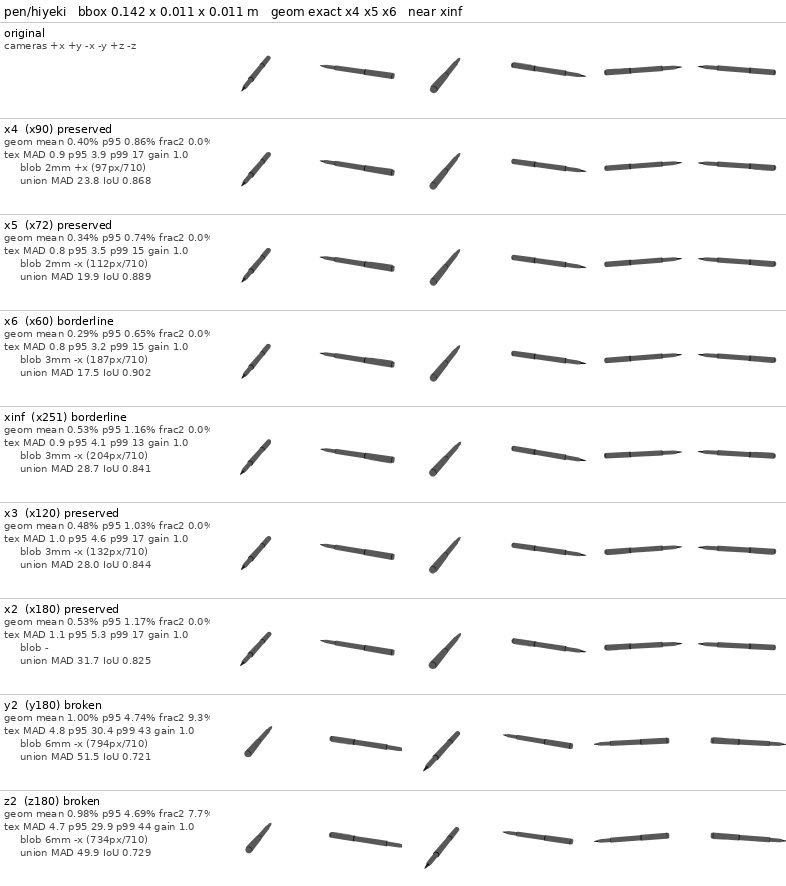 pen/hiyeki bbox 0.142 x 0.011 x 0.011 m geom exact x4 x5 x6 near xinf
original
cameras +x +y -x -y +z -z
x4 (x90) preserved
geom mean 0.40% p95 0.86% frac2 0.0%
tex MAD 0.9 p95 3.9 p99 17 gain 1.0
blob 2mm +x (97px/710)
union MAD 23.8 IoU 0.868
x5 (x72) preserved
geom mean 0.34% p95 0.74% frac2 0.0%
tex MAD 0.8 p95 3.5 p99 15 gain 1.0
blob 2mm -x (112px/710)
union MAD 19.9 IoU 0.889
x6 (x60) borderline
geom mean 0.29% p95 0.65% frac2 0.0%
tex MAD 0.8 p95 3.2 p99 15 gain 1.0
blob 3mm -x (187px/710)
union MAD 17.5 IoU 0.902
xinf (x251) borderline
geom mean 0.53% p95 1.16% frac2 0.0%
tex MAD 0.9 p95 4.1 p99 13 gain 1.0
blob 3mm -x (204px/710)
union MAD 28.7 IoU 0.841
x3 (x120) preserved
geom mean 0.48% p95 1.03% frac2 0.0%
tex MAD 1.0 p95 4.6 p99 17 gain 1.0
blob 3mm -x (132px/710)
union MAD 28.0 IoU 0.844
x2 (x180) preserved
geom mean 0.53% p95 1.17% frac2 0.0%
tex MAD 1.1 p95 5.3 p99 17 gain 1.0
blob -
union MAD 31.7 IoU 0.825
y2 (y180) broken
geom mean 1.00% p95 4.74% frac2 9.3%
tex MAD 4.8 p95 30.4 p99 43 gain 1.0
blob 6mm -x (794px/710)
union MAD 51.5 IoU 0.721
z2 (z180) broken
geom mean 0.98% p95 4.69% frac2 7.7%
tex MAD 4.7 p95 29.9 p99 44 gain 1.0
blob 6mm -x (734px/710)
union MAD 49.9 IoU 0.729